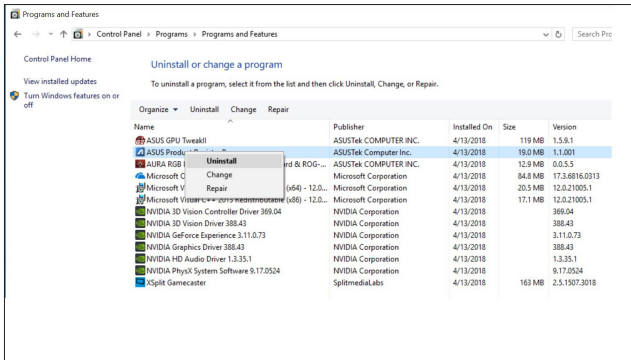 Programs and Features
Control Panel > Programs > Programs and Features
Search Pro
Control Panel Home
View installed updates
Turn Windows features on or off
Uninstall or change a program
To uninstall a program, select it from the list and then click Uninstall, Change, or Repair.
Organize Uninstall Change Repair
Name Publisher Installed On Size Version
ASUS GPU TweakII ASUSTek COMPUTER INC. 4/13/2018 119 MB 1.5.9.1
ASUS Product ASUSTek Computer Inc. 4/13/2018 19.0 MB 1.1.001
AURA RGB rd & ROG-... ASUSTek COMPUTER INC. 4/13/2018 12.9 MB 0.0.5.5
Microsoft Microsoft Corporation 4/13/2018 84.8 MB 17.3.6816.0313
Microsoft V (x64) - 12.0... Microsoft Corporation 4/13/2018 20.5 MB 12.0.21005.1
Microsoft Visual C++ 2013 Redistributable (x86) - 12.0... Microsoft Corporation 4/13/2018 17.1 MB 12.0.21005.1
Uninstall
Change
Repair
NVIDIA 3D Vision Controller Driver 369.04 NVIDIA Corporation 4/13/2018 369.04
NVIDIA 3D Vision Driver 388.43 NVIDIA Corporation 4/13/2018 388.43
NVIDIA GeForce Experience 3.11.0.73 NVIDIA Corporation 4/13/2018 3.11.0.73
NVIDIA Graphics Driver 388.43 NVIDIA Corporation 4/13/2018 388.43
NVIDIA HD Audio Driver 1.3.35.1 NVIDIA Corporation 4/13/2018 1.3.35.1
NVIDIA PhysX System Software 9.17.0524 NVIDIA Corporation 4/13/2018 9.17.0524
XSplit Gamecaster SplitmediaLabs 4/13/2018 163 MB 2.5.1507.3018